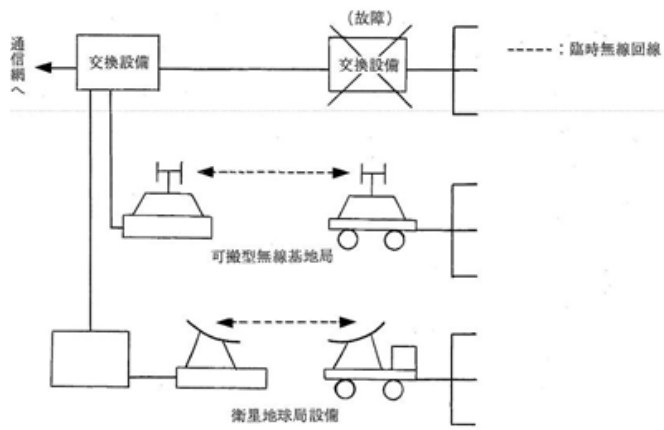 (故障)
通信網へ
交換設備
交換設備
:臨時無線回線
可搬型無線基地局
衛星地球局設備